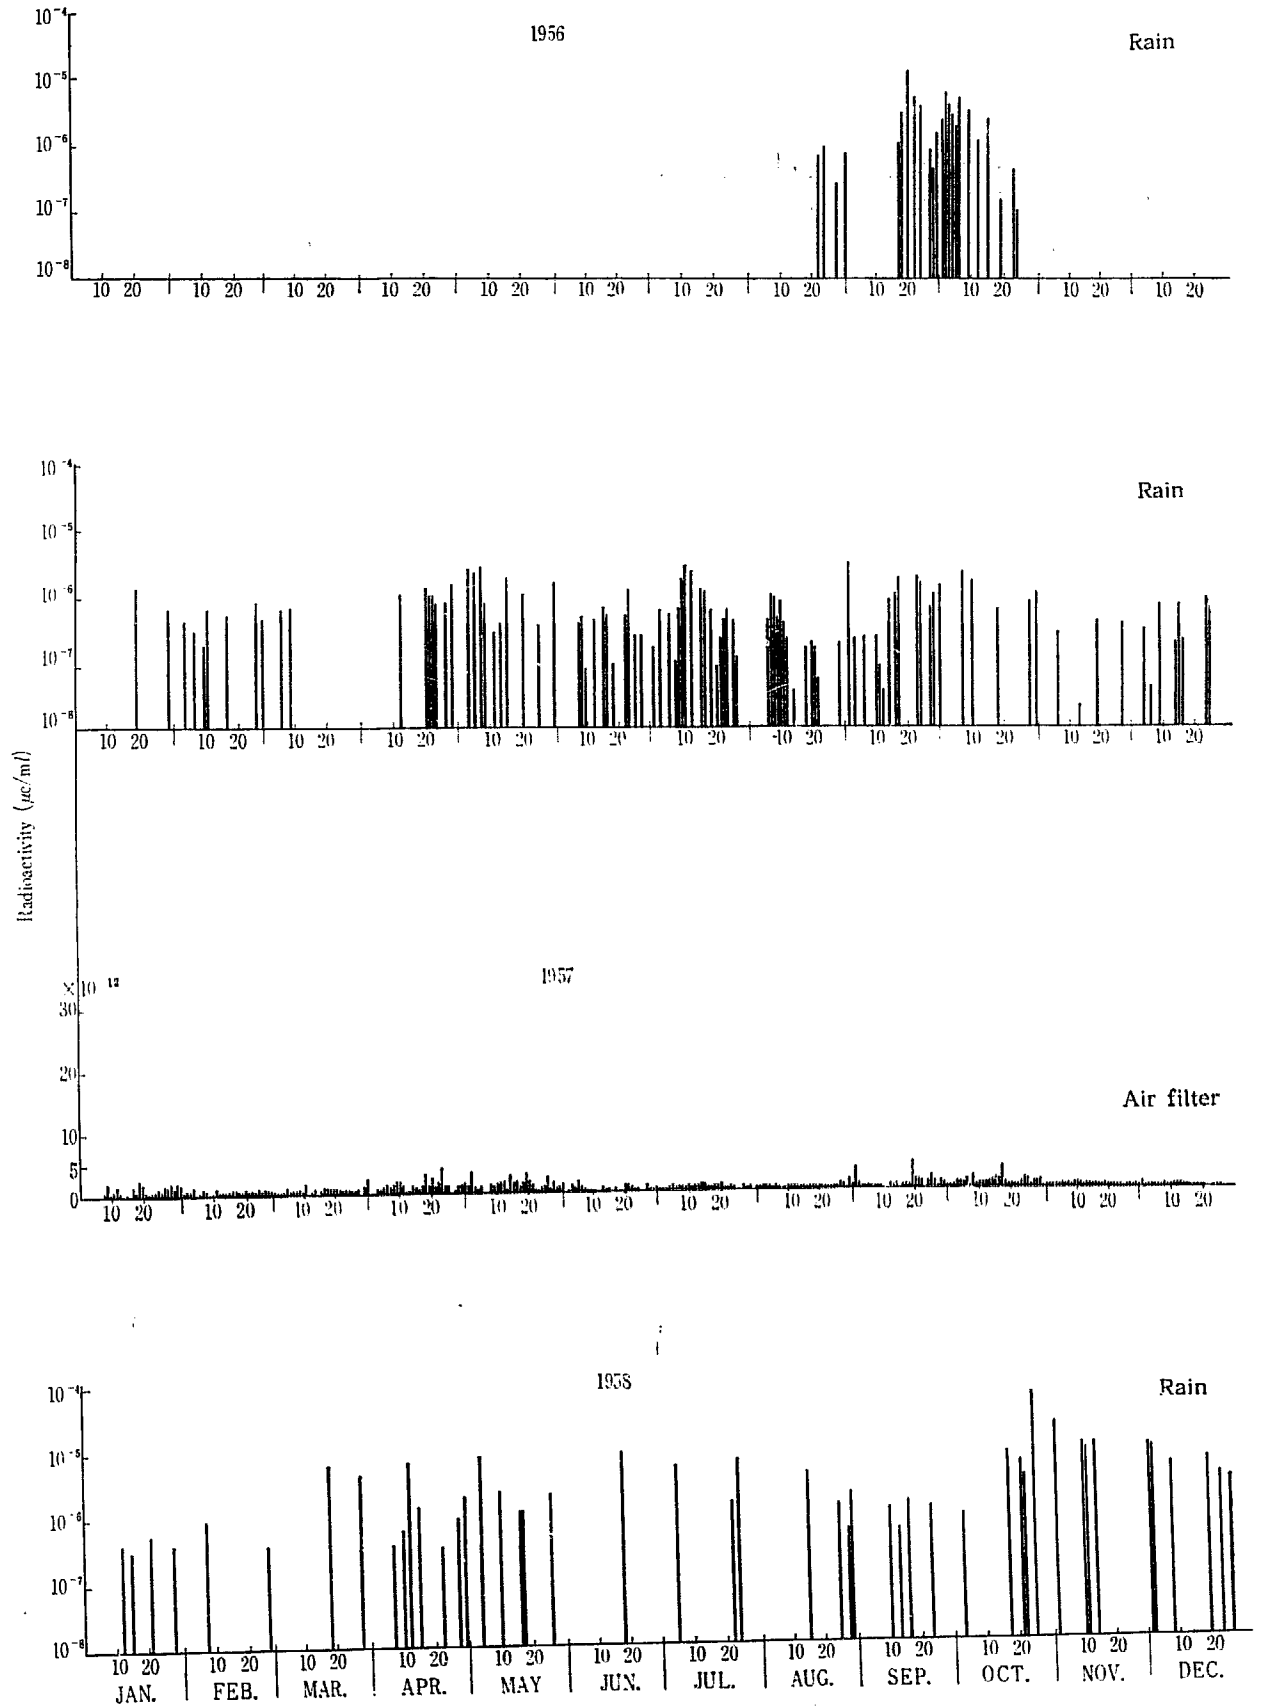 1956
Rain
10⁻⁴
10⁻⁵
10⁻⁶
10⁻⁷
10⁻⁸
10 20 10 20 10 20 10 20 10 20 10 20 10 20 10 20 10 20 10 20 10 20 10 20
Rain
10⁻⁴
10⁻⁵
10⁻⁶
10⁻⁷
10⁻⁸
10 20 10 20 10 20 10 20 10 20 10 20 10 20 10 20 10 20 10 20 10 20 10 20
Radioactivity (μc/ml)
1957
×10⁻¹²
30
20
10
5
0
Air filter
10 20 10 20 10 20 10 20 10 20 10 20 10 20 10 20 10 20 10 20 10 20 10 20
1958
Rain
10⁻⁴
10⁻⁵
10⁻⁶
10⁻⁷
10⁻⁸
10 20 10 20 10 20 10 20 10 20 10 20 10 20 10 20 10 20 10 20 10 20 10 20
JAN. FEB. MAR. APR. MAY JUN. JUL. AUG. SEP. OCT. NOV. DEC.